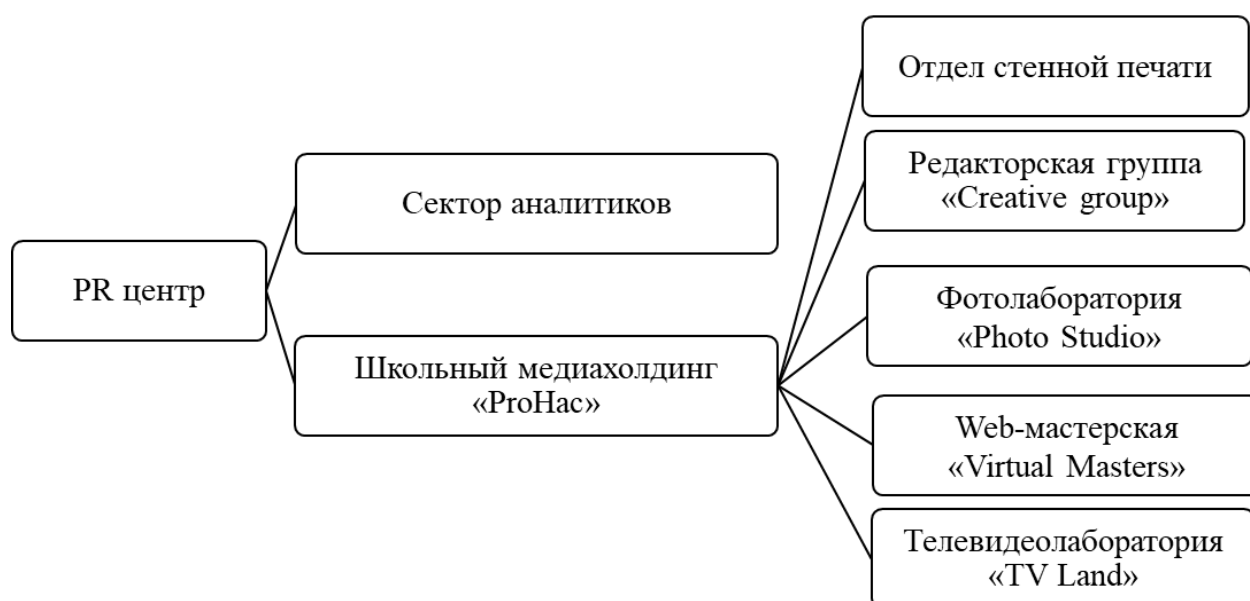 PR центр
Сектор аналитиков
Школьный медиахолдинг
«ProНас»
Отдел стенной печати
Редакторская группа
«Creative group»
Фотолаборатория
«Photo Studio»
Web-мастерская
«Virtual Masters»
Телевидеолаборатория
«TV Land»